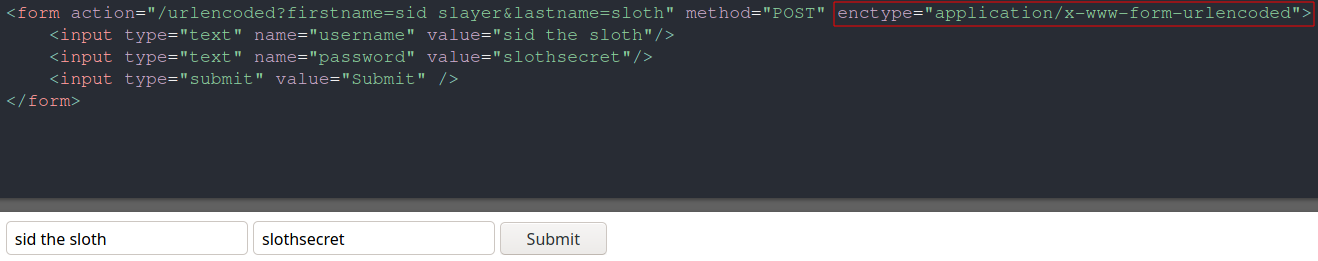 <form action="/urlencoded?firstname=sid slayer&lastname=sloth" method="POST" enctype="application/x-www-form-urlencoded">
    <input type="text" name="username" value="sid the sloth"/>
    <input type="text" name="password" value="slothsecret"/>
    <input type="submit" value="Submit" />
</form>
sid the sloth slothsecret Submit